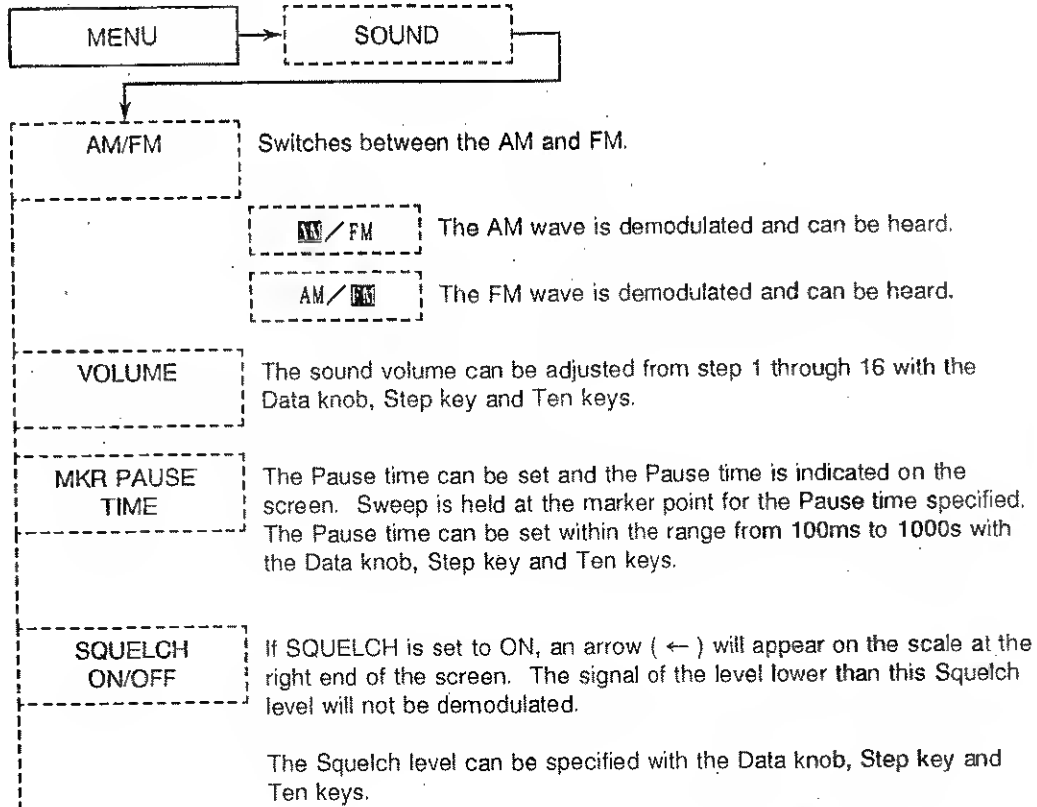 MENU
SOUND
AM/FM
Switches between the AM and FM.
AM/FM
The AM wave is demodulated and can be heard.
AM/FM
The FM wave is demodulated and can be heard.
VOLUME
The sound volume can be adjusted from step 1 through 16 with the
Data knob, Step key and Ten keys.
MKR PAUSE
TIME
The Pause time can be set and the Pause time is indicated on the
screen. Sweep is held at the marker point for the Pause time specified.
The Pause time can be set within the range from 100ms to 1000s with
the Data knob, Step key and Ten keys.
SQUELCH
ON/OFF
If SQUELCH is set to ON, an arrow ( ← ) will appear on the scale at the
right end of the screen. The signal of the level lower than this Squelch
level will not be demodulated.
The Squelch level can be specified with the Data knob, Step key and
Ten keys.